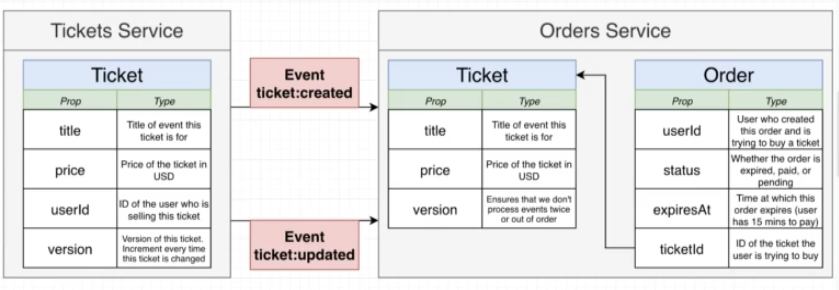 Tickets Service
Ticket
Prop Type
title
Title of event this
ticket is for
price
Price of the ticket in
USD
userId
ID of the user who is
selling this ticket
version
Version of this ticket.
Increment every time
this ticket is changed
Event
ticket:created
Event
ticket:updated
Orders Service
Ticket
Prop Type
title
Title of event this
ticket is for
price
Price of the ticket in
USD
version
Ensures that we don't
process events twice
or out of order
Order
Prop Type
userId
User who created
this order and is
trying to buy a ticket
status
Whether the order is
expired, paid, or
pending
expiresAt
Time at which this
order expires (user
has 15 mins to pay)
ticketId
ID of the ticket the
user is trying to buy